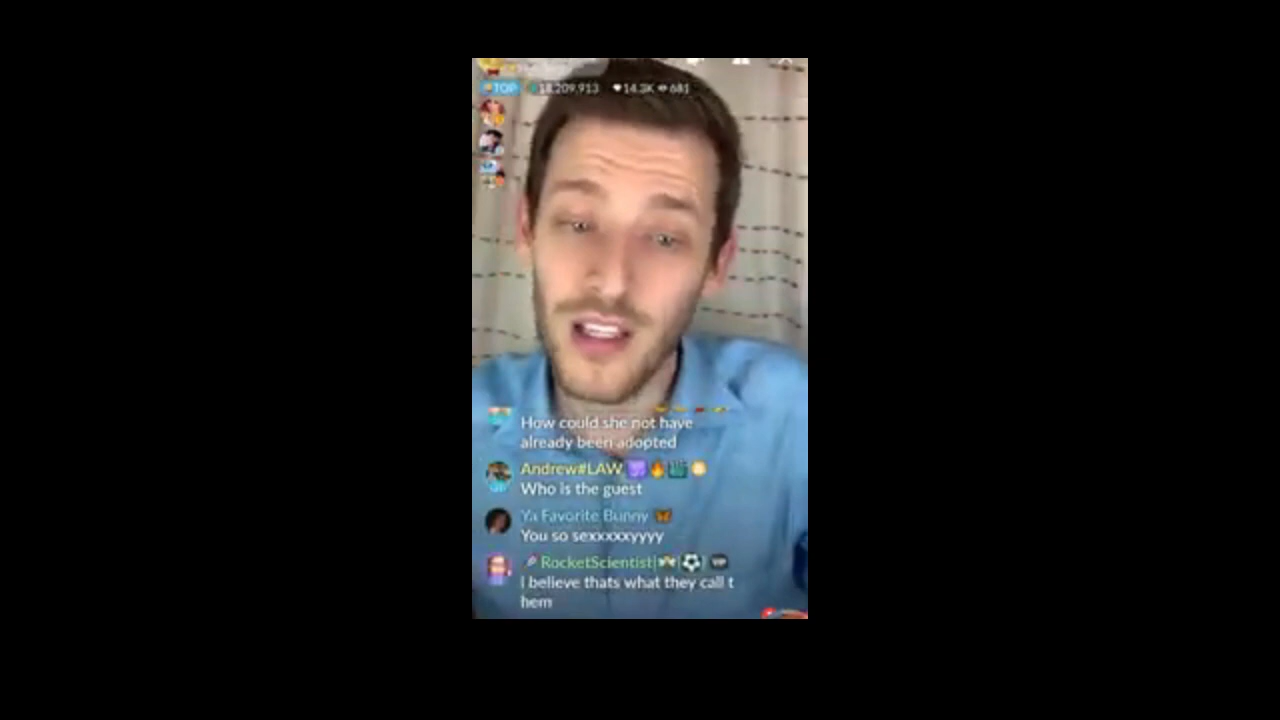 TOP 18,209,913 14.3K 681
How could she not have
already been adopted
Andrew#LAW
Who is the guest
Ya Favorite Bunny
You so sexxxxxyyyy
RocketScientist| | VIP
I believe thats what they call t
hem